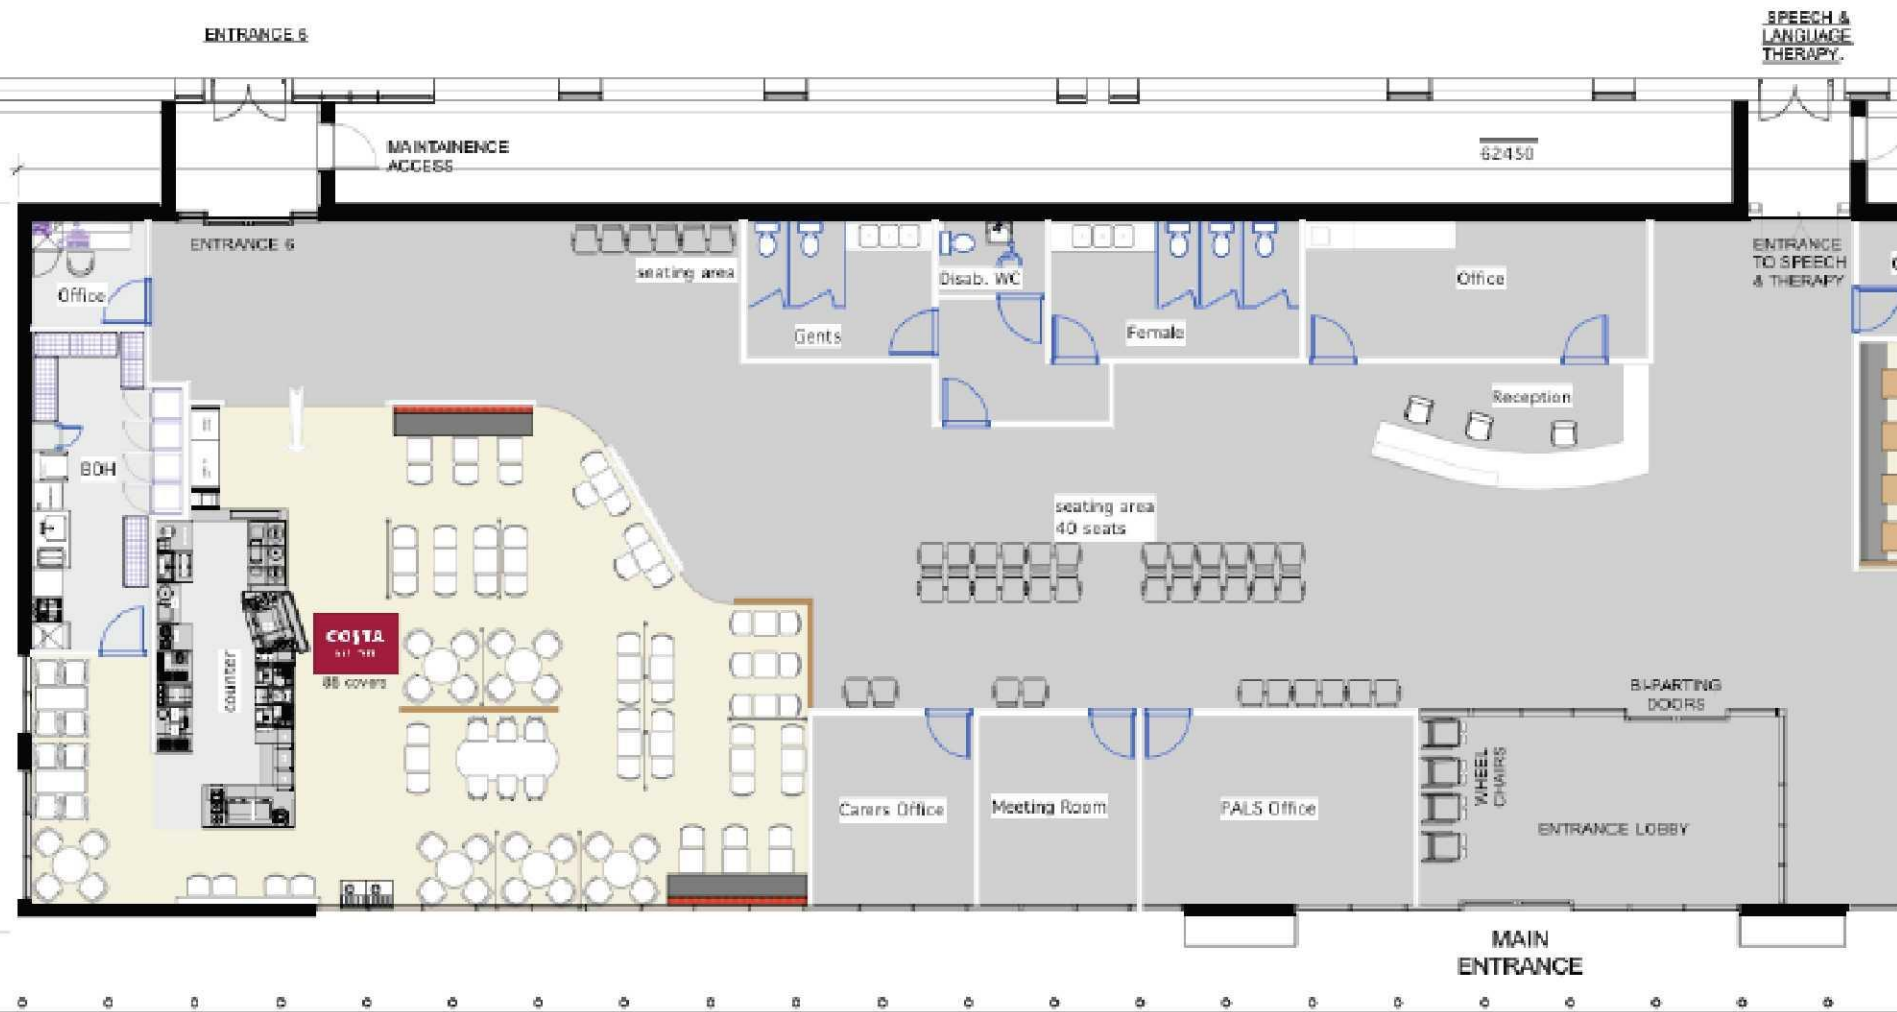 ENTRANCE 6
SPEECH &
LANGUAGE
THERAPY.
MAINTAINENCE
ACCESS
62450
ENTRANCE 6
seating area
Office
Gents
Disab. WC
Female
Office
ENTRANCE
TO SPEECH
& THERAPY
Reception
BOH
seating area
40 seats
COSTA
88 covers
counter
BI-PARTING
DOORS
WHEEL
CHAIRS
Carers Office
Meeting Room
PALS Office
ENTRANCE LOBBY
MAIN
ENTRANCE